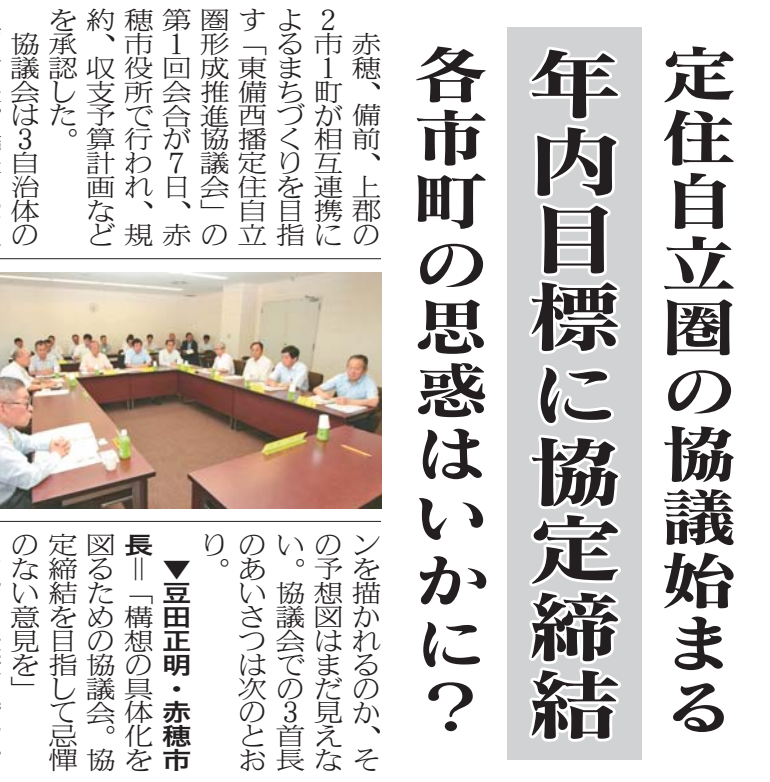 定住自立圏の協議始まる
年内目標に協定締結
各市町の思惑はいかに?
赤穂、備前、上郡の
2市1町が相互連携に
よるまちづくりを目指
す「東備西播定住自立
圏形成推進協議会」の
第1回会合が7日、赤
穂市役所で行われ、規
約、収支予算計画など
を承認した。
協議会は3自治体の
ンを描かれるのか、そ
の予想図はまだ見えな
い。協議会での3首長
のあいさつは次のとお
り。
▼豆田正明・赤穂市
長=「構想の具体化を
図るための協議会。協
定締結を目指して忌憚
のない意見を」